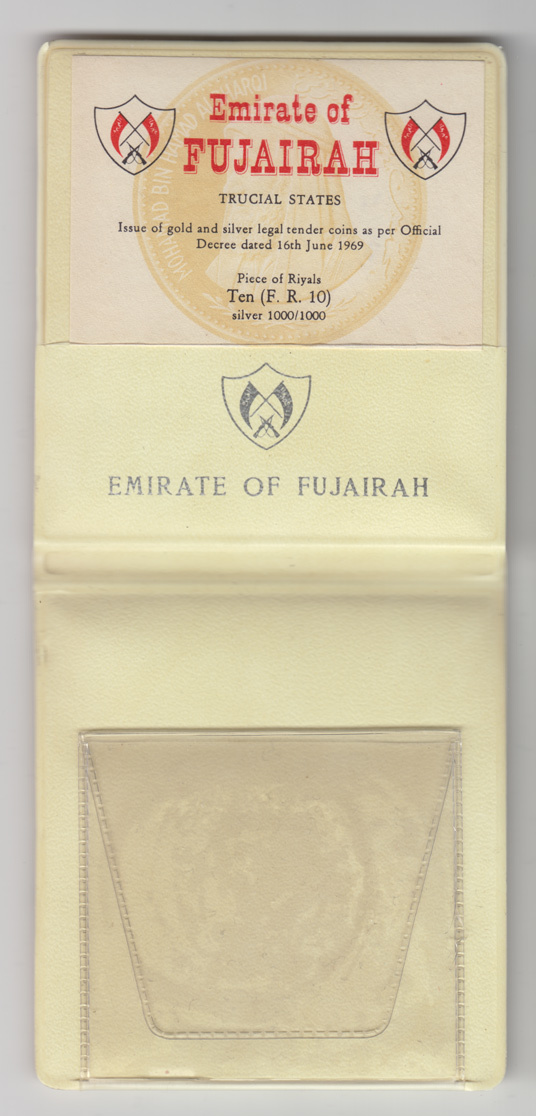 Emirate of
FUJAIRAH
TRUCIAL STATES
Issue of gold and silver legal tender coins as per Official
Decree dated 16th June 1969
Piece of Riyals
Ten (F. R. 10)
silver 1000/1000
EMIRATE OF FUJAIRAH